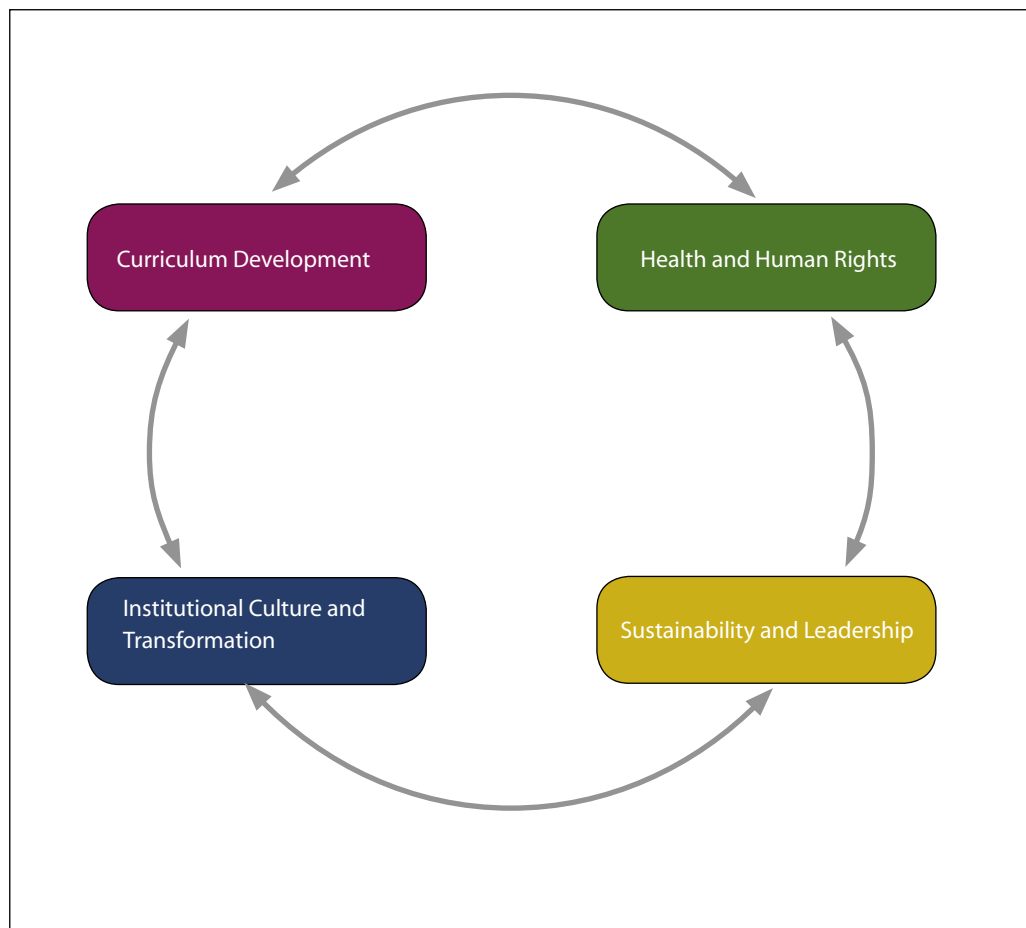 Curriculum Development
Health and Human Rights
Institutional Culture and
Transformation
Sustainability and Leadership